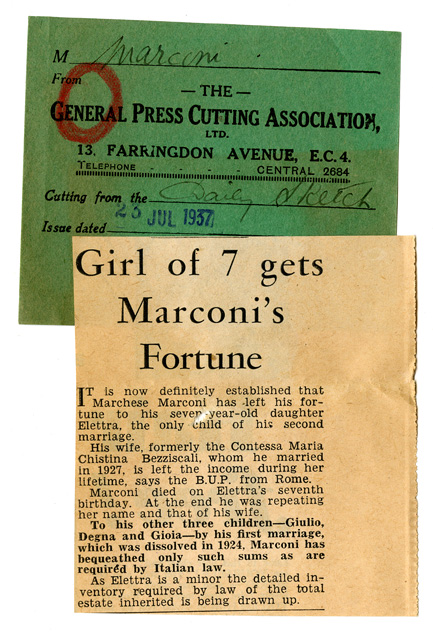 M Marconi.
From
— THE —
GENERAL PRESS CUTTING ASSOCIATION,
LTD.
13, FARRINGDON AVENUE, E.C. 4.
TELEPHONE - - - CENTRAL 2684
Cutting from the Daily Sketch
Issue dated 23 JUL 1937
Girl of 7 gets
Marconi's
Fortune
IT is now definitely established that
Marchese Marconi has left his for-
tune to his seven-year-old daughter
Elettra, the only child of his second
marriage.
His wife, formerly the Contessa Maria
Chistina Bezziscali, whom he married
in 1927, is left the income during her
lifetime, says the B.U.P. from Rome.
Marconi died on Elettra's seventh
birthday. At the end he was repeating
her name and that of his wife.
To his other three children—Giulio,
Degna and Gioia—by his first marriage,
which was dissolved in 1924, Marconi has
bequeathed only such sums as are
required by Italian law.
As Elettra is a minor the detailed in-
ventory required by law of the total
estate inherited is being drawn up.